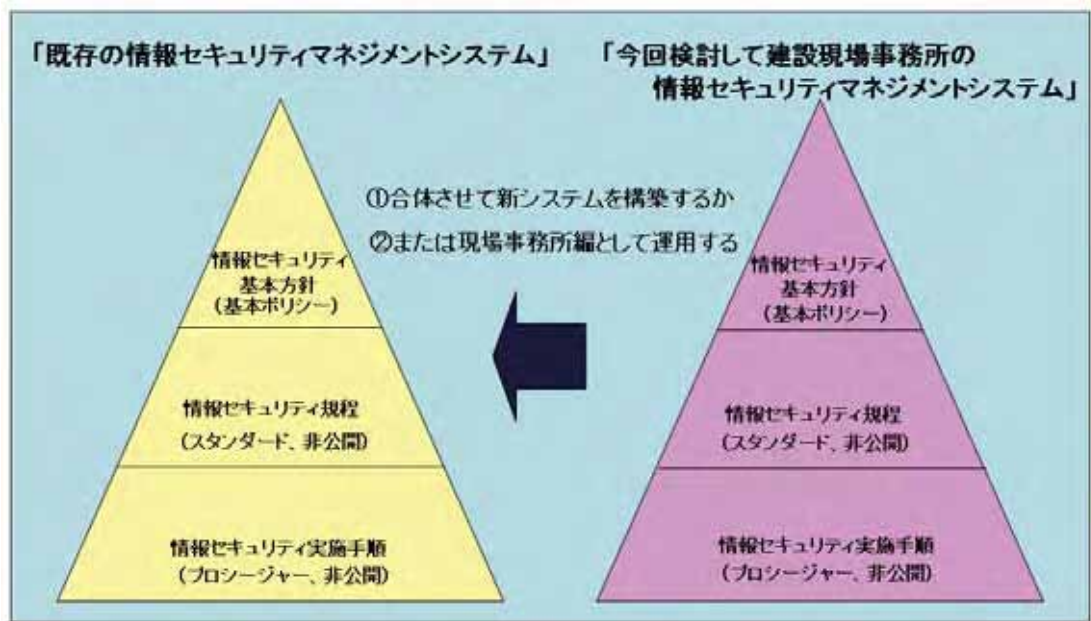 「既存の情報セキュリティマネジメントシステム」
「今回検討して建設現場事務所の
情報セキュリティマネジメントシステム」
①合体させて新システムを構築するか
②または現場事務所編として運用する
情報セキュリティ
基本方針
(基本ポリシー)
情報セキュリティ規程
(スタンダード、非公開)
情報セキュリティ実施手順
(プロシージャー、非公開)
情報セキュリティ
基本方針
(基本ポリシー)
情報セキュリティ規程
(スタンダード、非公開)
情報セキュリティ実施手順
(プロシージャー、非公開)